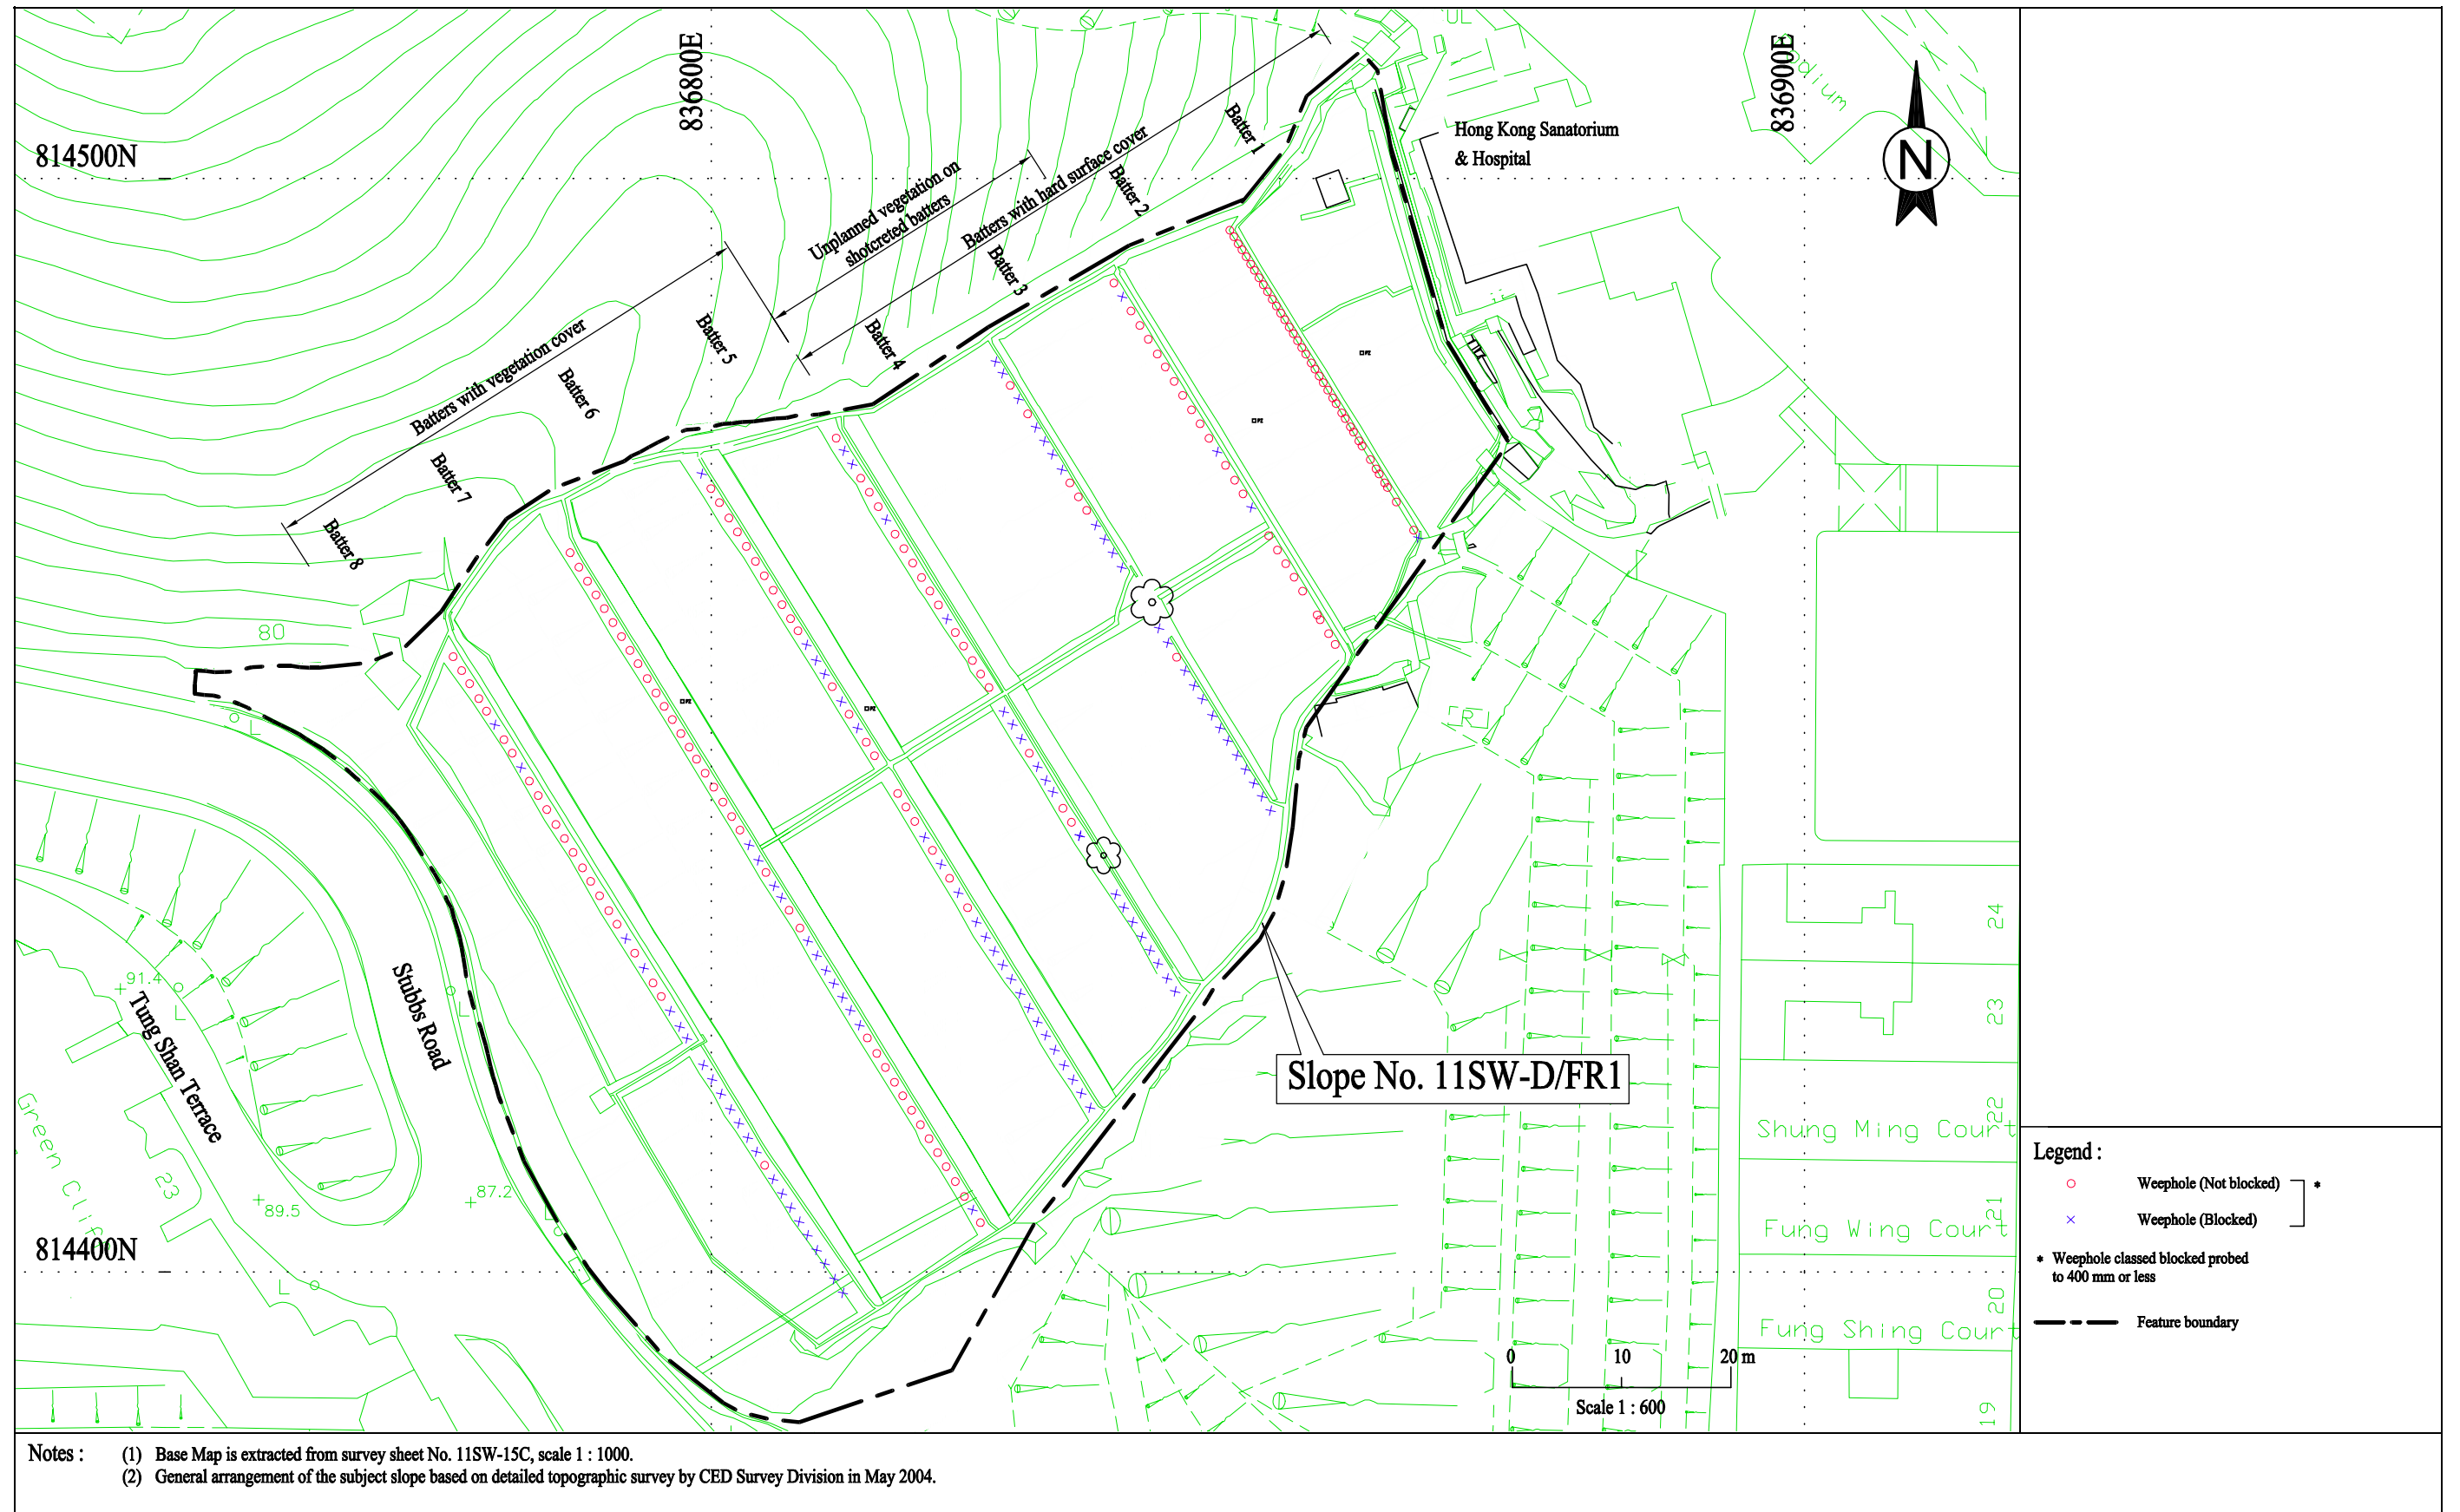 836800E
836900E
814500N
Hong Kong Sanatorium
& Hospital
N
Batter 1
Batter 2
Batter 3
Batter 4
Batter 5
Batter 6
Batter 7
Batter 8
Unplanned vegetation on
shotcreted batters
Batters with hard surface cover
Batters with vegetation cover
80
PZ
PZ
PZ
PZ
R
L
L
L
L
L
91.4
89.5
87.2
Stubbs Road
Tung Shan Terrace
23
Slope No. 11SW-D/FR1
24
23
22
Shung Ming Court
21
Fung Wing Court
20
Fung Shing Court
19
814400N
0 10 20 m
Scale 1 : 600
Legend :
Weephole (Not blocked)
*
Weephole (Blocked)
* Weephole classed blocked probed
to 400 mm or less
Feature boundary
Notes : (1) Base Map is extracted from survey sheet No. 11SW-15C, scale 1 : 1000.
(2) General arrangement of the subject slope based on detailed topographic survey by CED Survey Division in May 2004.